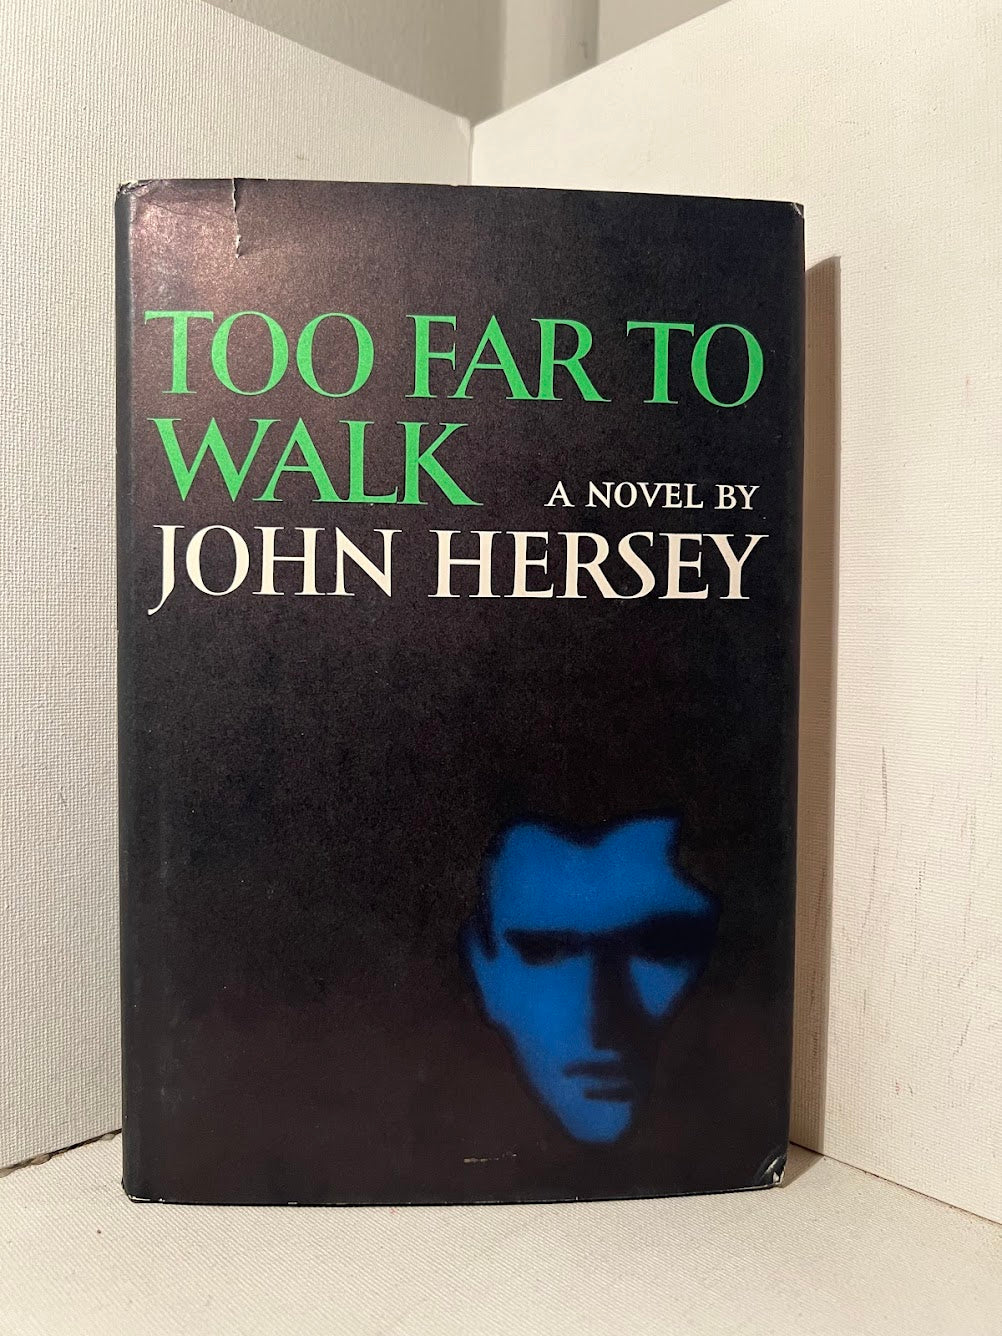 TOO FAR TO
WALK
A NOVEL BY
JOHN HERSEY